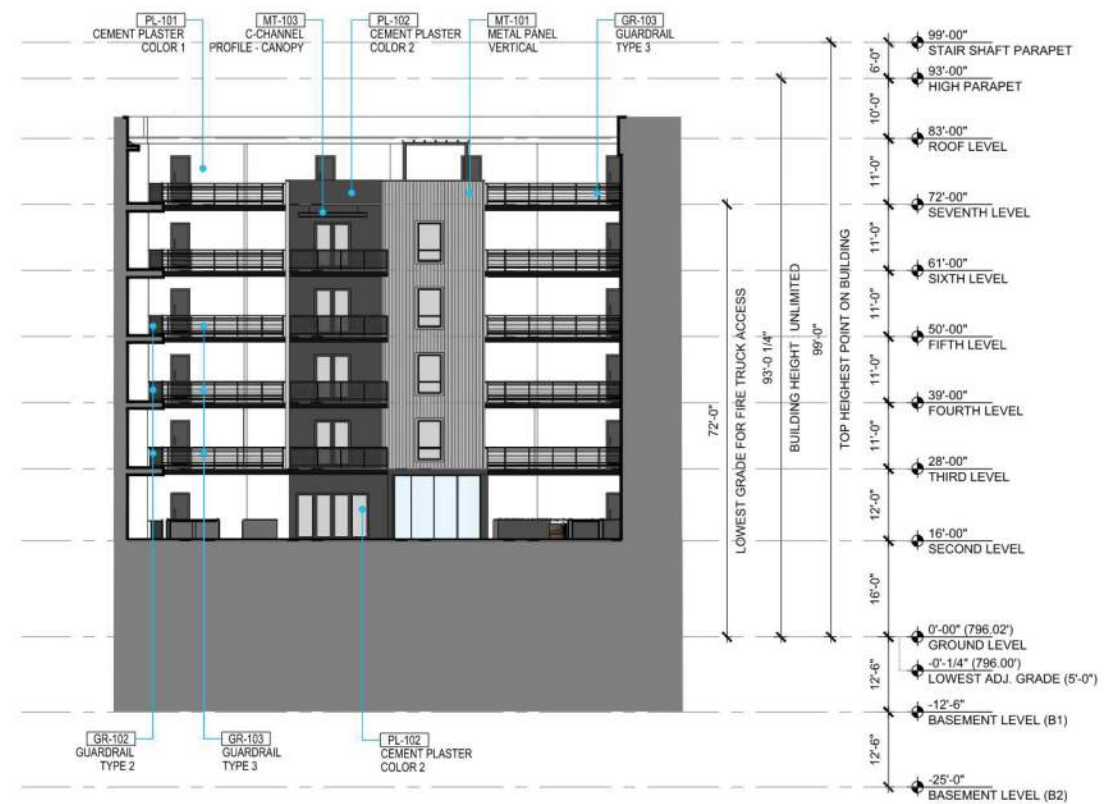 PL-101
CEMENT PLASTER
COLOR 1
MT-103
C-CHANNEL
PROFILE - CANOPY
PL-102
CEMENT PLASTER
COLOR 2
MT-101
METAL PANEL
VERTICAL
GR-103
GUARDRAIL
TYPE 3
99'-00"
STAIR SHAFT PARAPET
6'-0"
93'-00"
HIGH PARAPET
10'-0"
83'-00"
ROOF LEVEL
11'-0"
72'-00"
SEVENTH LEVEL
11'-0"
61'-00"
SIXTH LEVEL
11'-0"
50'-00"
FIFTH LEVEL
11'-0"
39'-00"
FOURTH LEVEL
11'-0"
28'-00"
THIRD LEVEL
12'-0"
16'-00"
SECOND LEVEL
16'-0"
0'-00" (796.02')
GROUND LEVEL
-0'-1/4" (796.00')
LOWEST ADJ. GRADE (5'-0")
12'-6"
-12'-6"
BASEMENT LEVEL (B1)
12'-6"
-25'-0"
BASEMENT LEVEL (B2)
72'-0"
LOWEST GRADE FOR FIRE TRUCK ACCESS
93'-0 1/4"
BUILDING HEIGHT : UNLIMITED
99'-0"
TOP HEIGHEST POINT ON BUILDING
GR-102
GUARDRAIL
TYPE 2
GR-103
GUARDRAIL
TYPE 3
PL-102
CEMENT PLASTER
COLOR 2